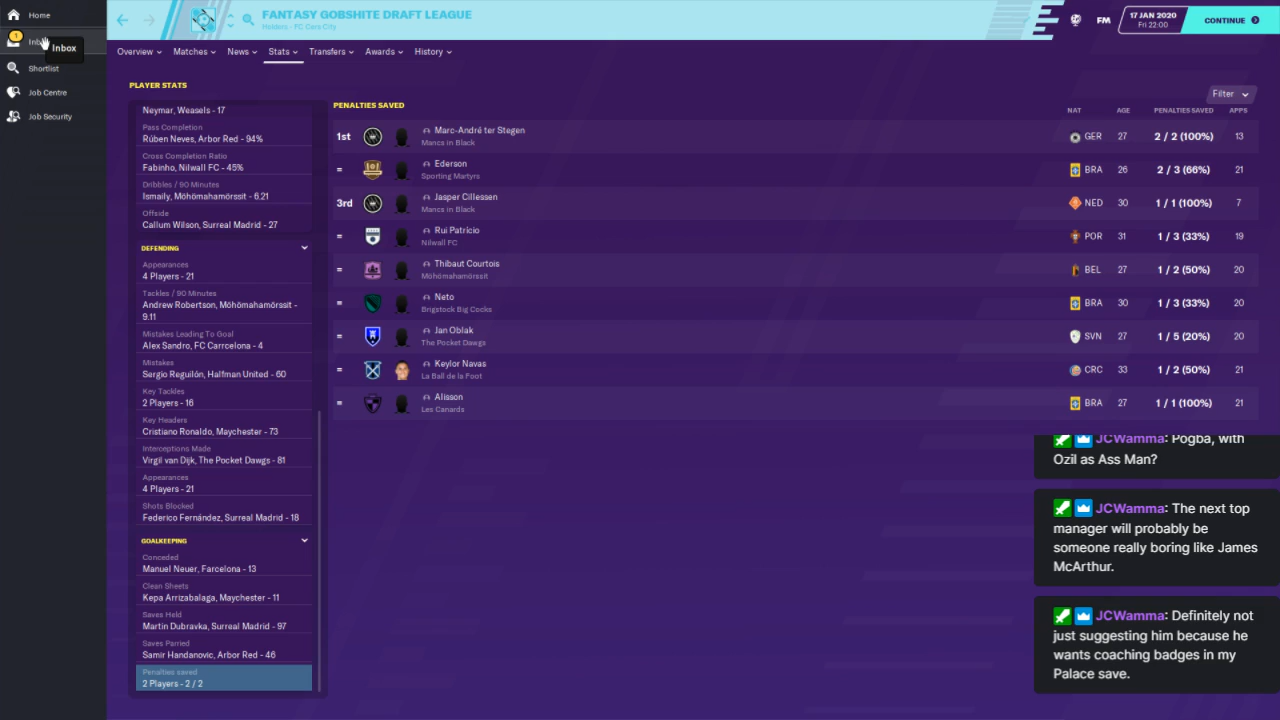 Home
FANTASY GOBSHITE DRAFT LEAGUE
Holders - FC Cars City
FM
17 JAN 2020
Fri 22:00
CONTINUE
1
Inbox
Shortlist
Job Centre
Job Security
Overview
Matches
News
Stats
Transfers
Awards
History
PLAYER STATS
Neymar, Weasels - 17
Pass Completion
Rúben Neves, Arbor Red - 94%
Cross Completion Ratio
Fabinho, Nilwall FC - 45%
Dribbles / 90 Minutes
Ismaily, Möhömahamörssit - 6.21
Offside
Callum Wilson, Surreal Madrid - 27
DEFENDING
Appearances
4 Players - 21
Tackles / 90 Minutes
Andrew Robertson, Möhömahamörssit -
9.11
Mistakes Leading To Goal
Alex Sandro, FC Carrcelona - 4
Mistakes
Sergio Reguilón, Halfman United - 60
Key Tackles
2 Players - 16
Key Headers
Cristiano Ronaldo, Maychester - 73
Interceptions Made
Virgil van Dijk, The Pocket Dawgs - 81
Appearances
4 Players - 21
Shots Blocked
Federico Fernández, Surreal Madrid - 18
GOALKEEPING
Conceded
Manuel Neuer, Farcelona - 13
Clean Sheets
Kepa Arrizabalaga, Maychester - 11
Saves Held
Martin Dubravka, Surreal Madrid - 97
Saves Parried
Samir Handanovic, Arbor Red - 46
Penalties saved
2 Players - 2 / 2
PENALTIES SAVED
Filter
NAT AGE PENALTIES SAVED APPS
1st Marc-André ter Stegen GER 27 2 / 2 (100%) 13
Mancs in Black
= Ederson BRA 26 2 / 3 (66%) 21
Sporting Martyrs
3rd Jasper Cillessen NED 30 1 / 1 (100%) 7
Mancs in Black
= Rui Patrício POR 31 1 / 3 (33%) 19
Nilwall FC
= Thibaut Courtois BEL 27 1 / 2 (50%) 20
Möhömahamörssit
= Neto BRA 30 1 / 3 (33%) 20
Brigstock Big Cocks
= Jan Oblak SVN 27 1 / 5 (20%) 20
The Pocket Dawgs
= Keylor Navas CRC 33 1 / 2 (50%) 21
La Ball de la Foot
= Alisson BRA 27 1 / 1 (100%) 21
Les Canards
JCWamma: Pogba, with
Ozil as Ass Man?
JCWamma: The next top
manager will probably be
someone really boring like James
McArthur.
JCWamma: Definitely not
just suggesting him because he
wants coaching badges in my
Palace save.